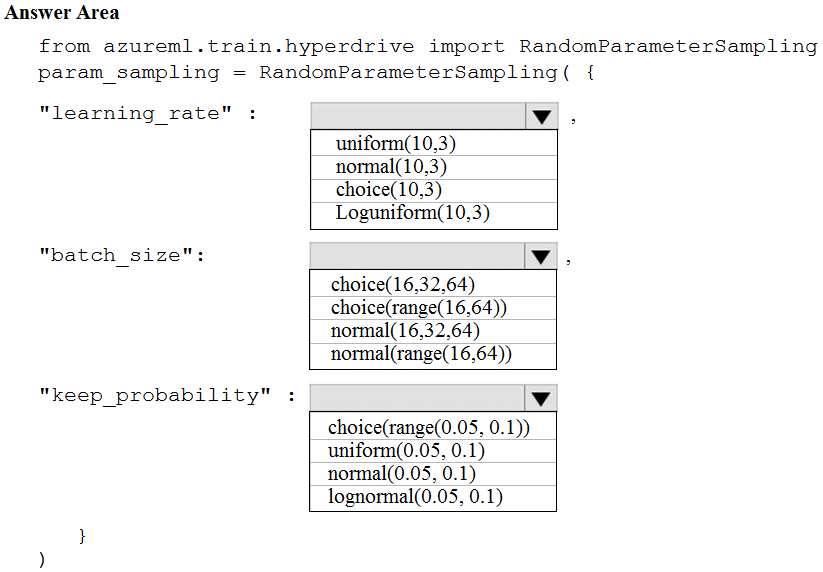 Answer Area
from azureml.train.hyperdrive import RandomParameterSampling
param_sampling = RandomParameterSampling( {
"learning_rate" : ,
uniform(10,3)
normal(10,3)
choice(10,3)
Loguniform(10,3)
"batch_size": ,
choice(16,32,64)
choice(range(16,64))
normal(16,32,64)
normal(range(16,64))
"keep_probability" :
choice(range(0.05, 0.1))
uniform(0.05, 0.1)
normal(0.05, 0.1)
lognormal(0.05, 0.1)
}
)